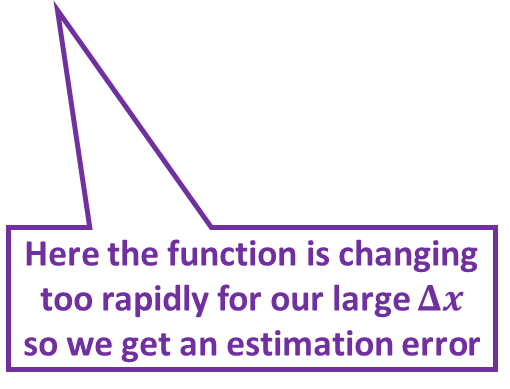 Here the function is changing
too rapidly for our large Δ𝒙
so we get an estimation error